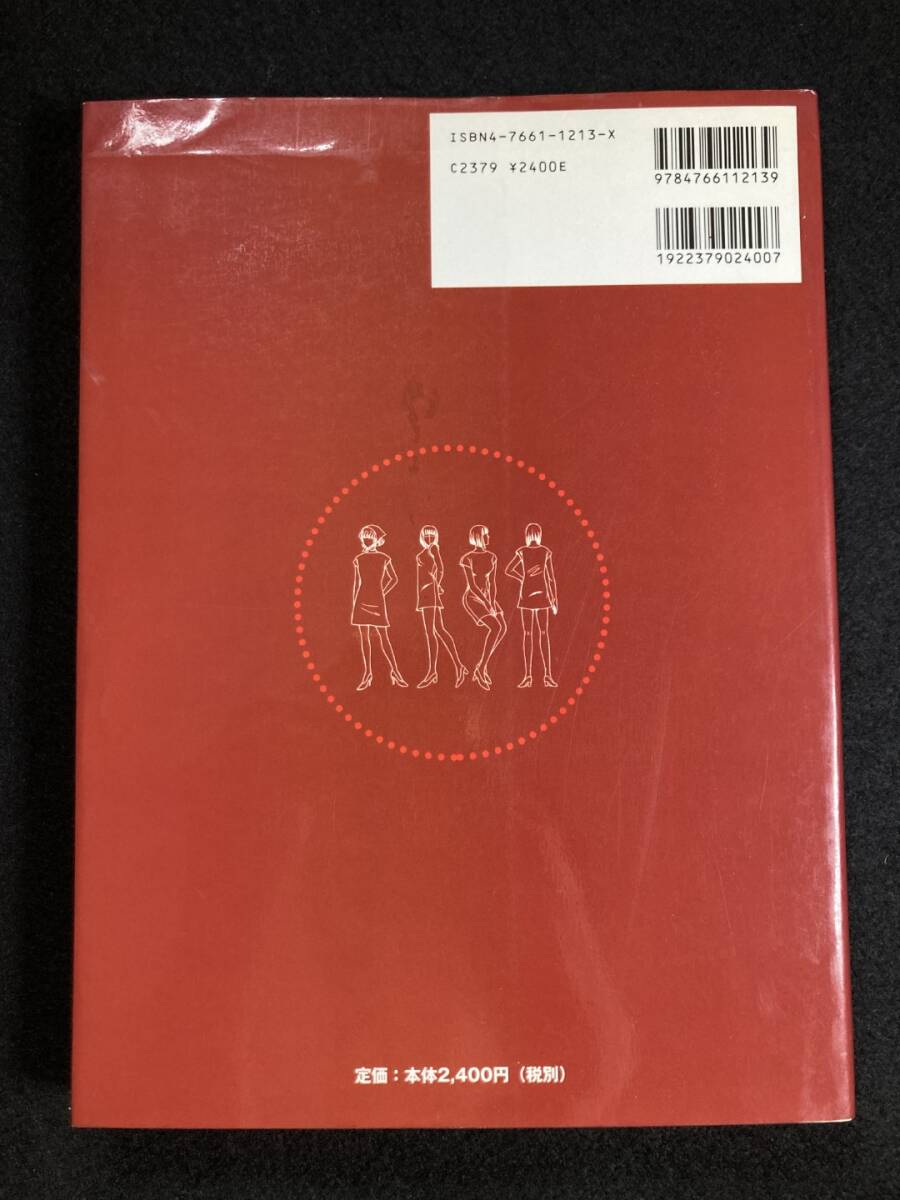 ISBN4-7661-1213-X
C2379 ¥2400E
9784766112139
1922379024007
定価：本体2,400円（税別）